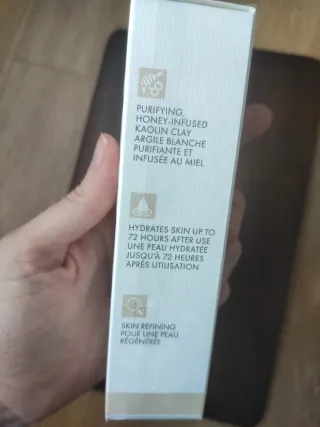 PURIFYING,
HONEY-INFUSED
KAOLIN CLAY
ARGILE BLANCHE
PURIFIANTE ET
INFUSÉE AU MIEL
HYDRATES SKIN UP TO
72 HOURS AFTER USE
UNE PEAU HYDRATÉE
JUSQU'À 72 HEURES
APRÈS UTILISATION
SKIN REFINING
POUR UNE PEAU
RÉGÉNÉRÉE